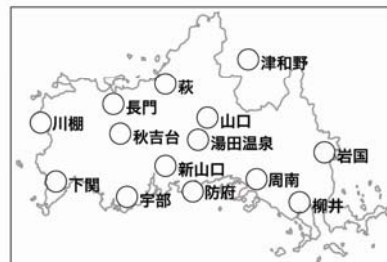 津和野
萩
長門
山口
川棚
秋吉台
湯田温泉
岩国
新山口
下関
周南
防府
宇部
柳井